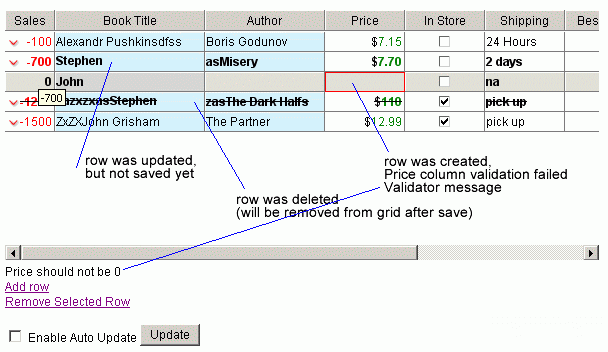 Sales Book Title Author Price In Store Shipping Bes
-100 Alexandr Pushkinsdfss Boris Godunov $7.15 24 Hours
-700 Stephen asMisery $7.70 2 days
0 John na
-700
zasThe Dark Halfs $110 pick up
-1500 ZxZXJohn Grisham The Partner $12.99 pick up
row was updated,
but not saved yet
row was created,
Price column validation failed
Validator message
row was deleted
(will be removed from grid after save)
Price should not be 0
Add row
Remove Selected Row
Enable Auto Update Update